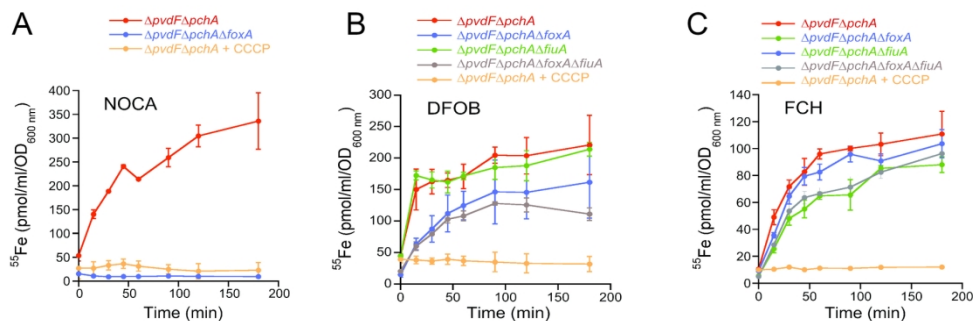 A
ΔpvdFΔpchA
ΔpvdFΔpchAΔfoxA
ΔpvdFΔpchA + CCCP
NOCA
400
350
300
250
200
150
100
50
0
0 50 100 150 200
Time (min)
55Fe (pmol/ml/OD600 nm)
B
ΔpvdFΔpchA
ΔpvdFΔpchAΔfoxA
ΔpvdFΔpchAΔfiuA
ΔpvdFΔpchAΔfoxAΔfiuA
ΔpvdFΔpchA + CCCP
DFOB
300
250
200
150
100
50
0
0 50 100 150 200
Time (min)
55Fe (pmol/ml/OD600 nm)
C
ΔpvdFΔpchA
ΔpvdFΔpchAΔfoxA
ΔpvdFΔpchAΔfiuA
ΔpvdFΔpchAΔfoxAΔfiuA
ΔpvdFΔpchA + CCCP
FCH
140
120
100
80
60
40
20
0
0 50 100 150 200
Time (min)
55Fe (pmol/ml/OD600 nm)